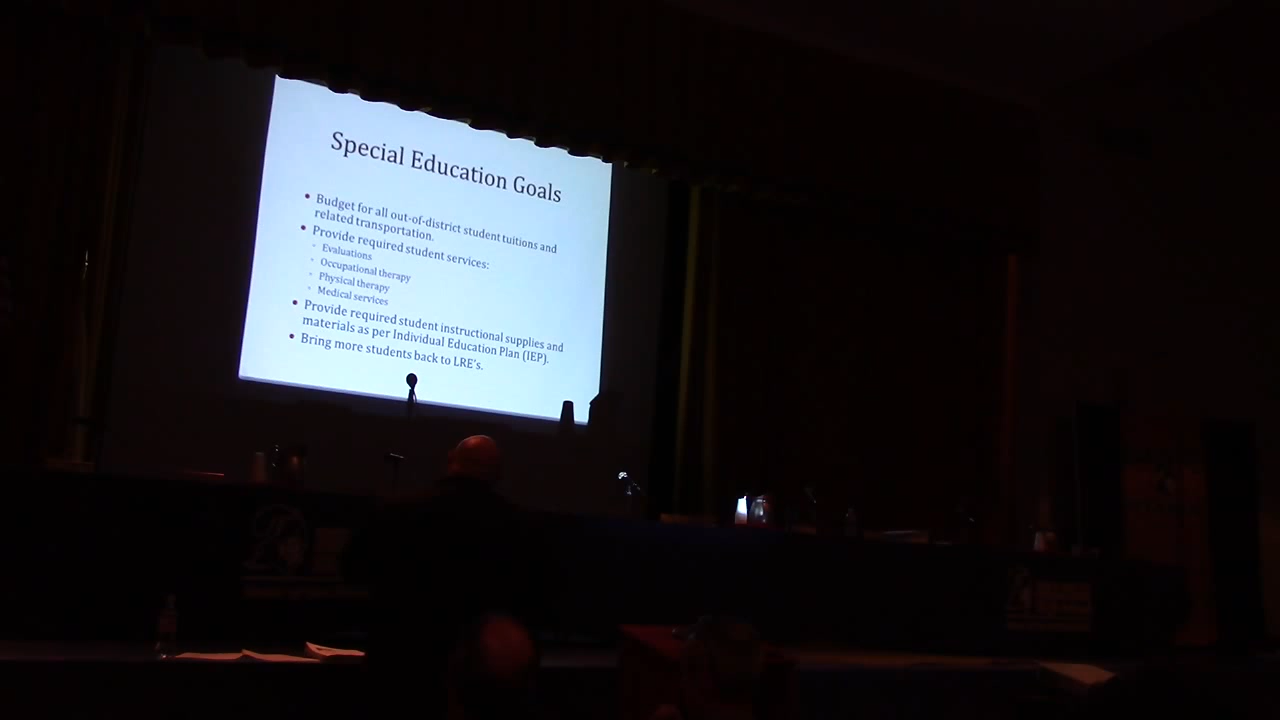 Special Education Goals
• Budget for all out-of-district student tuitions and
related transportation.
• Provide required student services:
◦ Evaluations
◦ Occupational therapy
◦ Physical therapy
◦ Medical services
• Provide required student instructional supplies and
materials as per Individual Education Plan (IEP).
• Bring more students back to LRE's.